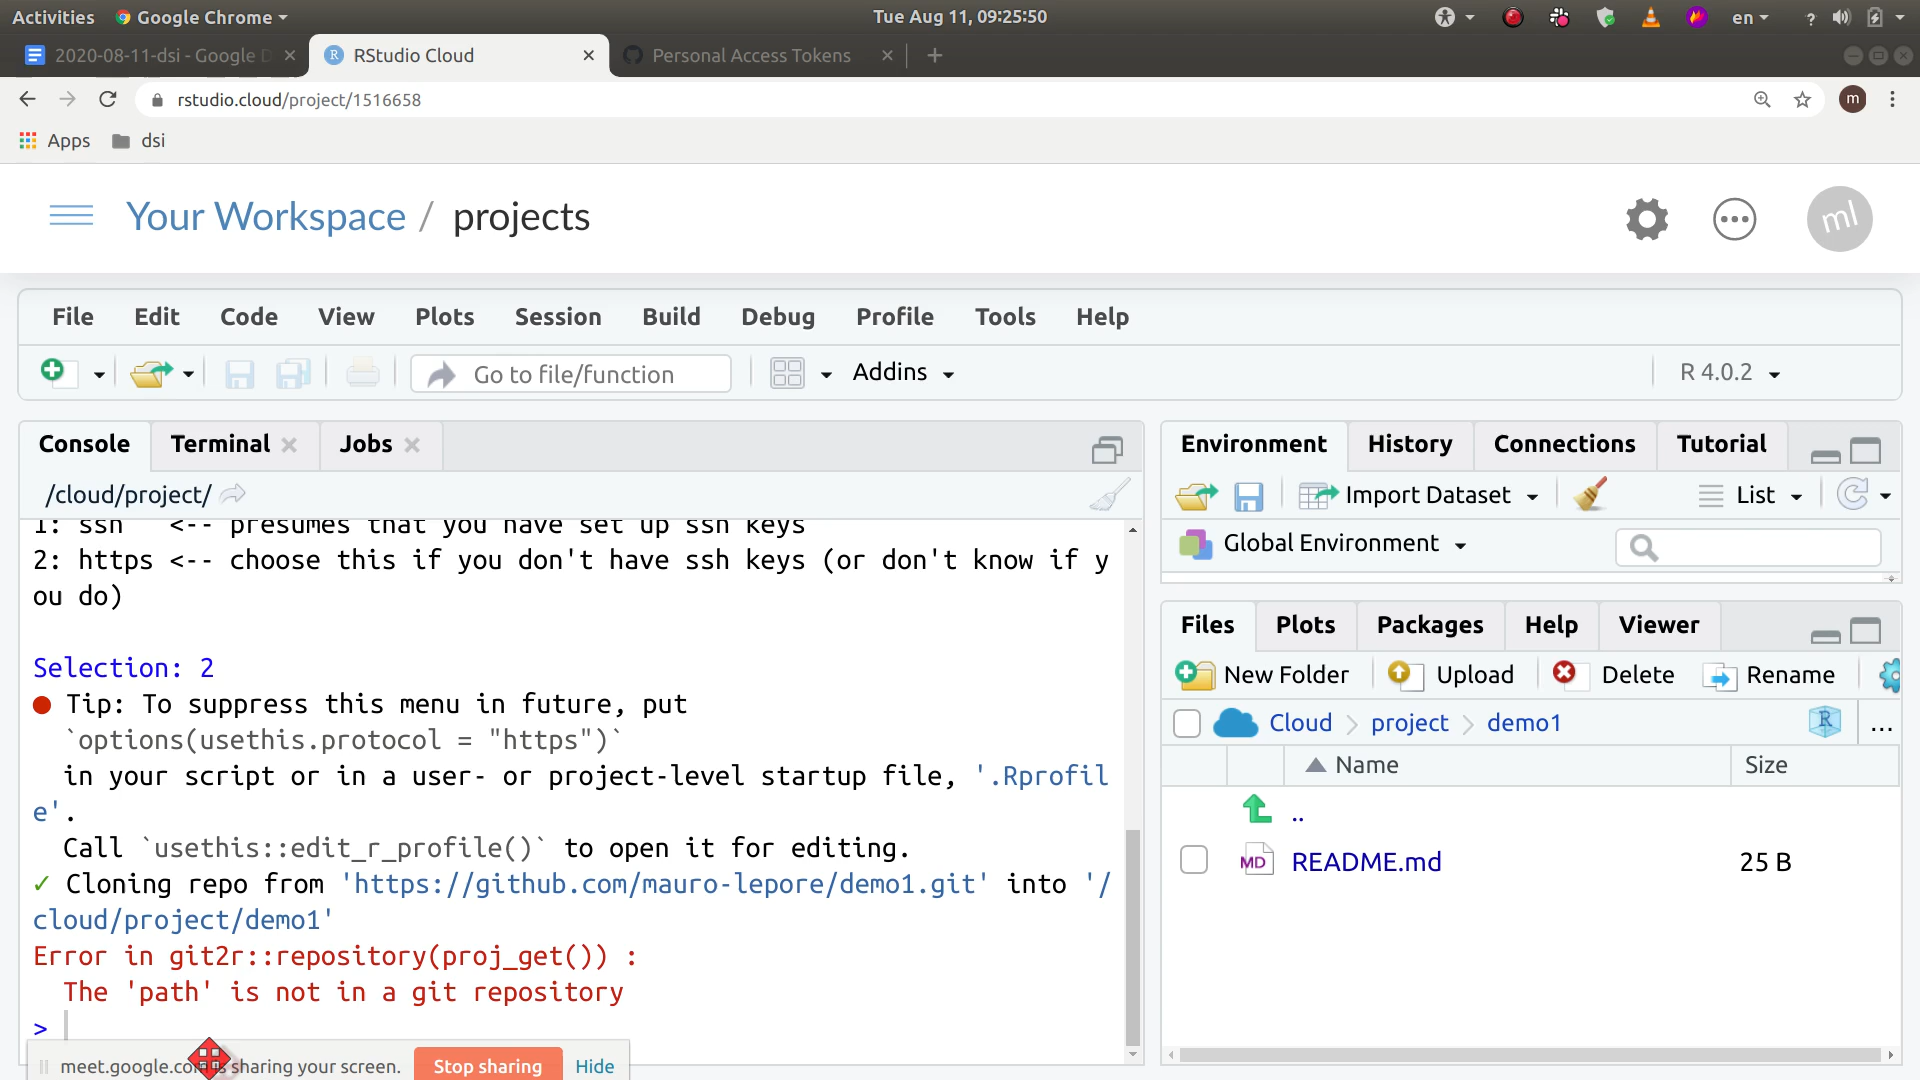 Activities Google Chrome Tue Aug 11, 09:25:50 en ?
2020-08-11-dsi - Google D RStudio Cloud Personal Access Tokens
rstudio.cloud/project/1516658 m
Apps dsi
Your Workspace / projects ml
File Edit Code View Plots Session Build Debug Profile Tools Help
Go to file/function Addins R 4.0.2
Console Terminal Jobs
/cloud/project/
1: ssh   <-- presumes that you have set up ssh keys
2: https <-- choose this if you don't have ssh keys (or don't know if y
ou do)
Selection: 2
● Tip: To suppress this menu in future, put
`options(usethis.protocol = "https")`
in your script or in a user- or project-level startup file, '.Rprofil
e'.
Call `usethis::edit_r_profile()` to open it for editing.
✓ Cloning repo from 'https://github.com/mauro-lepore/demo1.git' into '/
cloud/project/demo1'
Error in git2r::repository(proj_get()) :
The 'path' is not in a git repository
>
meet.google.co sharing your screen. Stop sharing Hide
Environment History Connections Tutorial
Import Dataset List
Global Environment
Files Plots Packages Help Viewer
New Folder Upload Delete Rename
Cloud project demo1 R ...
Name Size
..
MD README.md 25 B